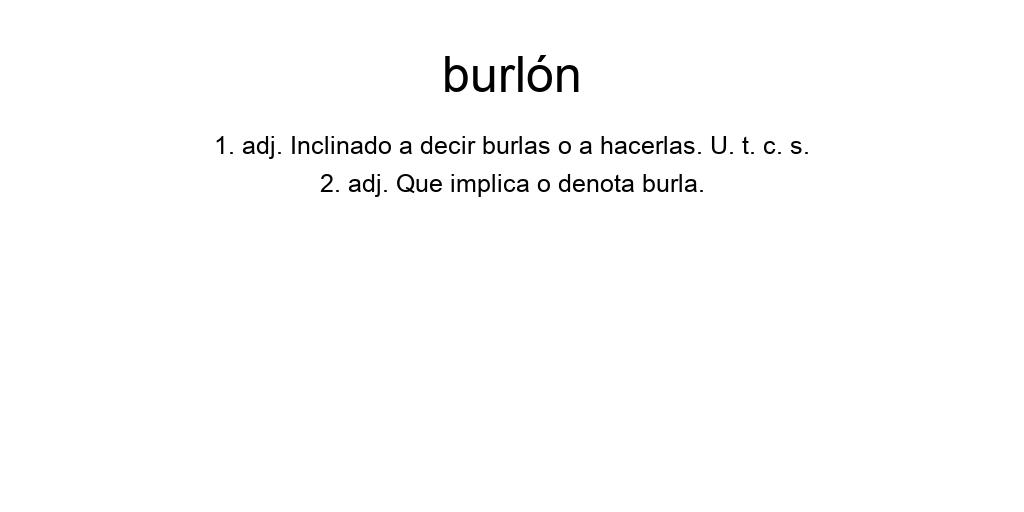 burlón
1. adj. Inclinado a decir burlas o a hacerlas. U. t. c. s.
2. adj. Que implica o denota burla.